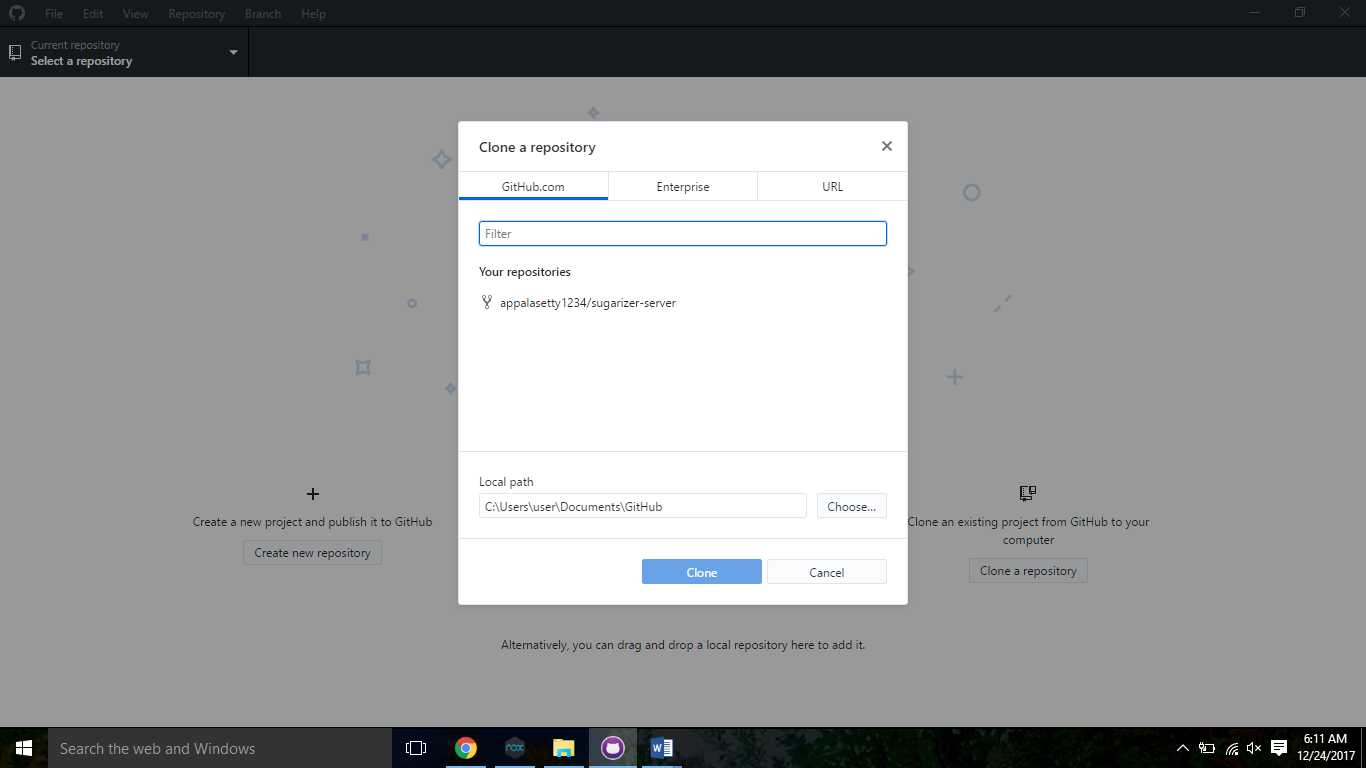 File Edit View Repository Branch Help
Current repository
Select a repository
Clone a repository
GitHub.com Enterprise URL
Filter
Your repositories
appalasetty1234/sugarizer-server
Local path
C:\Users\user\Documents\GitHub Choose...
Clone Cancel
Create a new project and publish it to GitHub
Create new repository
Clone an existing project from GitHub to your
computer
Clone a repository
Alternatively, you can drag and drop a local repository here to add it.
Search the web and Windows
nox
W
6:11 AM
12/24/2017